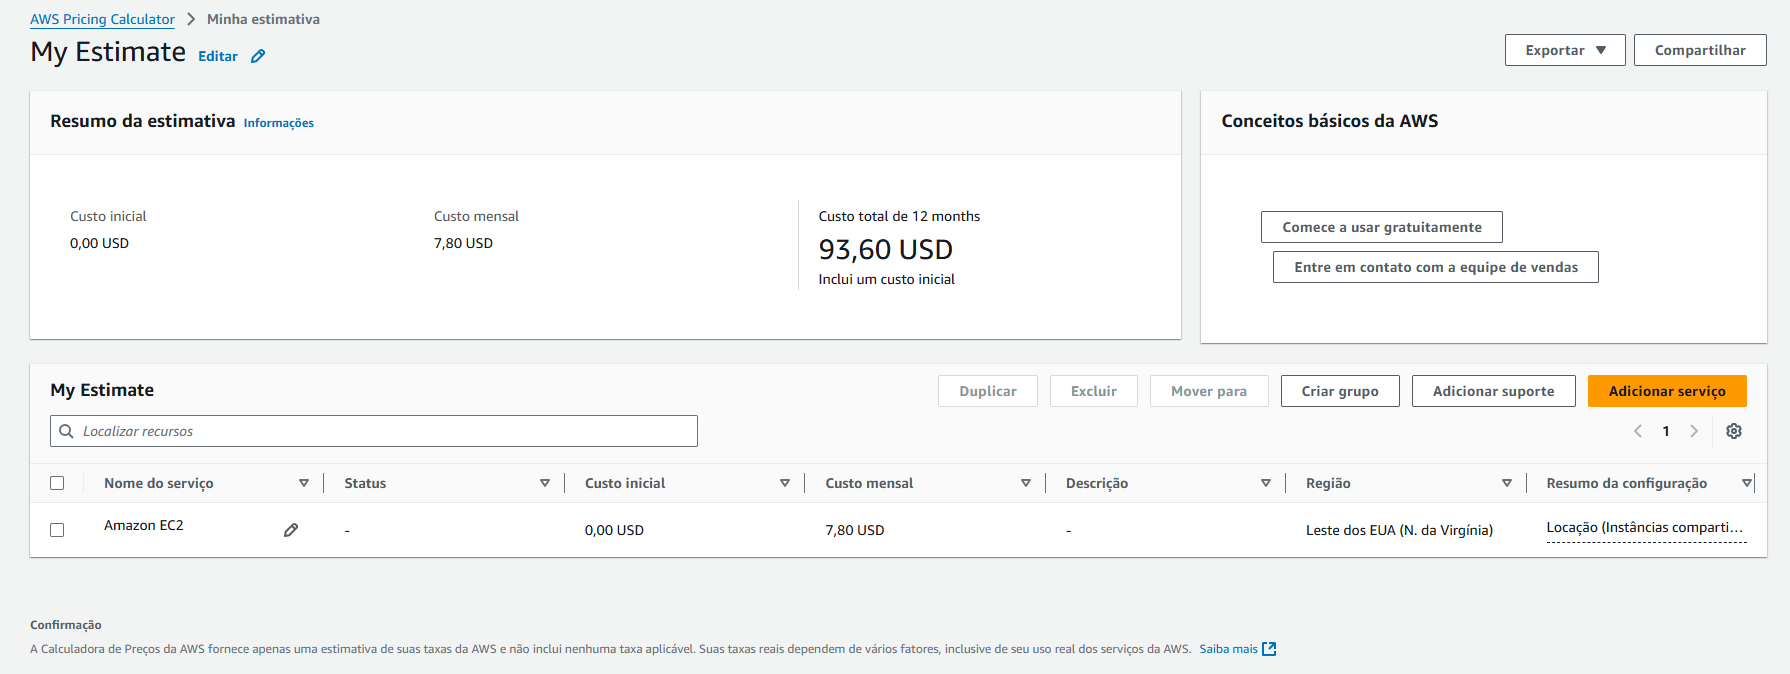 AWS Pricing Calculator > Minha estimativa
My Estimate Editar
Exportar Compartilhar
Resumo da estimativa Informações
Custo inicial
0,00 USD
Custo mensal
7,80 USD
Custo total de 12 months
93,60 USD
Inclui um custo inicial
Conceitos básicos da AWS
Comece a usar gratuitamente
Entre em contato com a equipe de vendas
My Estimate
Duplicar Excluir Mover para Criar grupo Adicionar suporte Adicionar serviço
Localizar recursos
1
Nome do serviço Status Custo inicial Custo mensal Descrição Região Resumo da configuração
Amazon EC2 - 0,00 USD 7,80 USD - Leste dos EUA (N. da Virgínia) Locação (Instâncias comparti...
Confirmação
A Calculadora de Preços da AWS fornece apenas uma estimativa de suas taxas da AWS e não inclui nenhuma taxa aplicável. Suas taxas reais dependem de vários fatores, inclusive de seu uso real dos serviços da AWS. Saiba mais